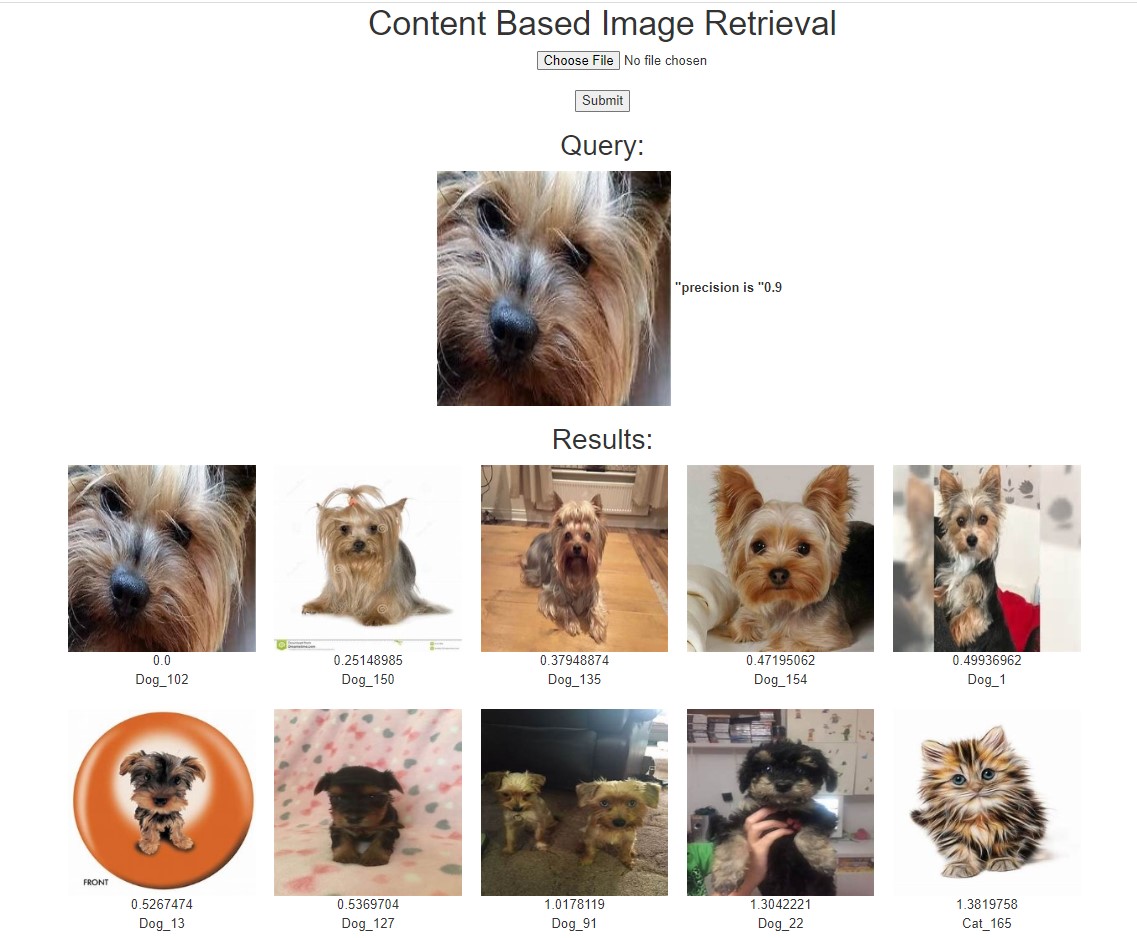 Content Based Image Retrieval
Choose File No file chosen
Submit
Query:
"precision is "0.9
Results:
0.0
Dog_102
0.25148985
Dog_150
0.37948874
Dog_135
0.47195062
Dog_154
0.49936962
Dog_1
FRONT
0.5267474
Dog_13
0.5369704
Dog_127
1.0178119
Dog_91
1.3042221
Dog_22
1.3819758
Cat_165